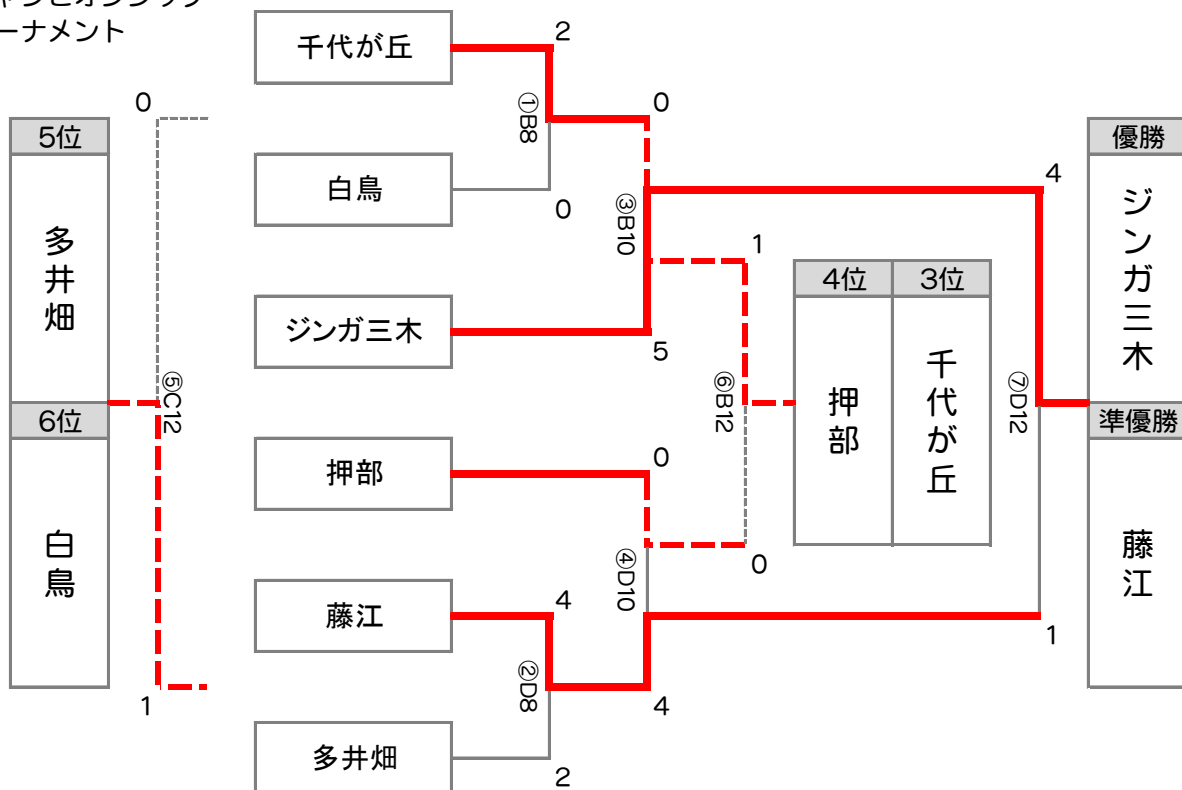 ーナメント
千代が丘
2
①B8
0
白鳥
0
0
5位
多井畑
6位
白鳥
⑤C12
1
③B10
ジンガ三木
5
1
⑥B12
4位
押部
3位
千代が丘
押部
0
④D10
0
藤江
4
②D8
4
多井畑
2
4
⑦D12
1
優勝
ジンガ三木
準優勝
藤江